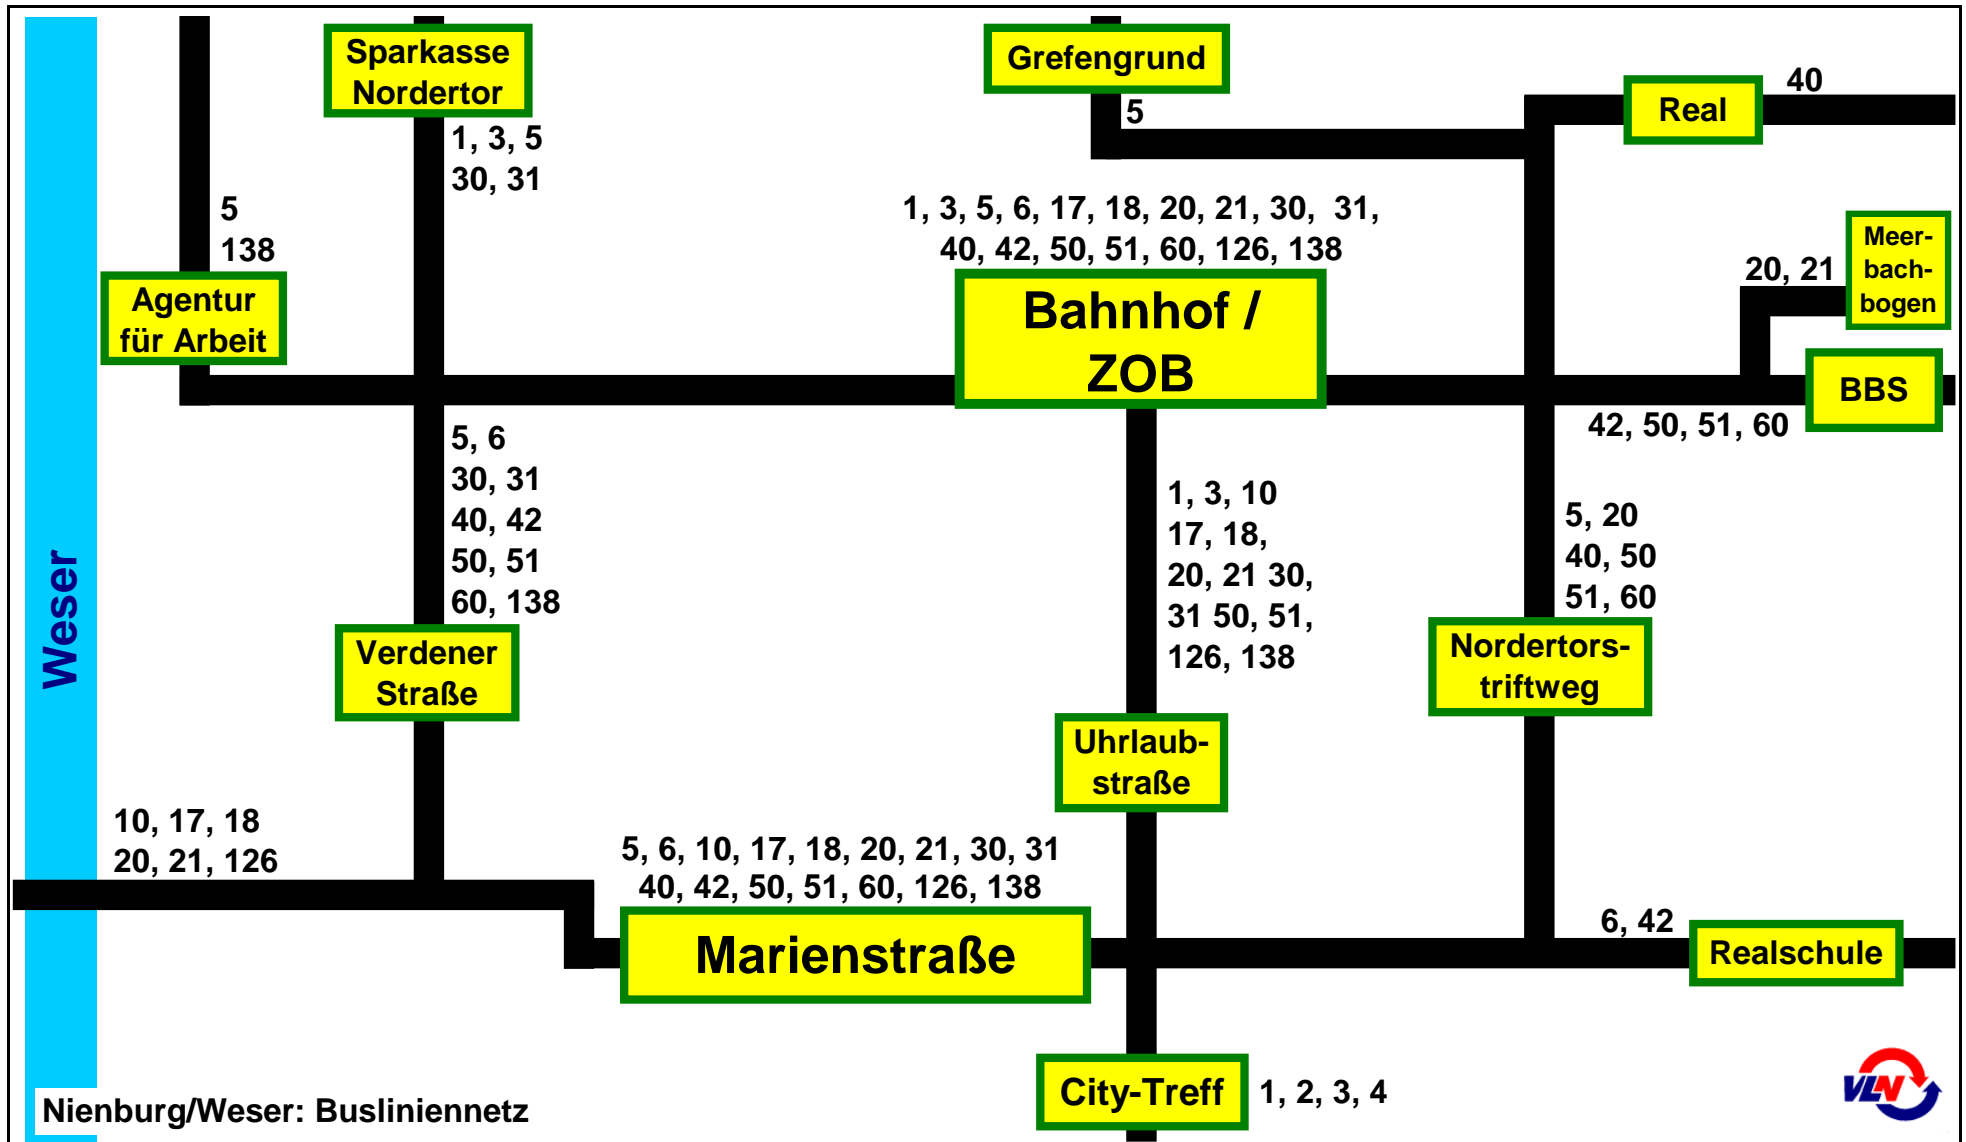 Sparkasse
Nordertor
1, 3, 5
30, 31
Grefengrund
5
Real
40
5
138
Agentur
für Arbeit
1, 3, 5, 6, 17, 18, 20, 21, 30,  31,
40, 42, 50, 51, 60, 126, 138
Bahnhof /
ZOB
20, 21
Meer-
bach-
bogen
BBS
42, 50, 51, 60
5, 6
30, 31
40, 42
50, 51
60, 138
Verdener
Straße
1, 3, 10
17, 18,
20, 21 30,
31 50, 51,
126, 138
Uhrlaub-
straße
5, 20
40, 50
51, 60
Nordertors-
triftweg
Weser
10, 17, 18
20, 21, 126
5, 6, 10, 17, 18, 20, 21, 30, 31
40, 42, 50, 51, 60, 126, 138
Marienstraße
6, 42
Realschule
City-Treff
1, 2, 3, 4
Nienburg/Weser: Busliniennetz
VLN